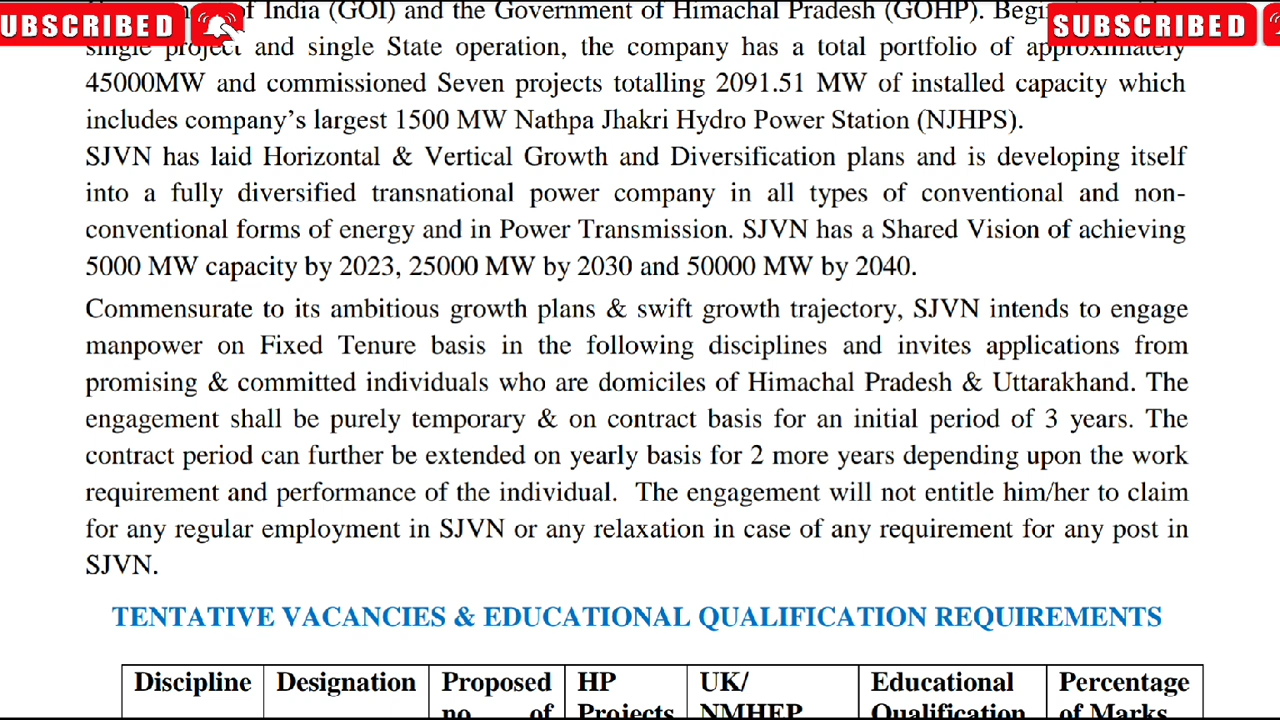 UBSCRIBED
SUBSCRIBED
of India (GOI) and the Government of Himachal Pradesh (GOHP).
single project and single State operation, the company has a total portfolio of approximately
45000MW and commissioned Seven projects totalling 2091.51 MW of installed capacity which
includes company’s largest 1500 MW Nathpa Jhakri Hydro Power Station (NJHPS).
SJVN has laid Horizontal & Vertical Growth and Diversification plans and is developing itself
into a fully diversified transnational power company in all types of conventional and non-
conventional forms of energy and in Power Transmission. SJVN has a Shared Vision of achieving
5000 MW capacity by 2023, 25000 MW by 2030 and 50000 MW by 2040.
Commensurate to its ambitious growth plans & swift growth trajectory, SJVN intends to engage
manpower on Fixed Tenure basis in the following disciplines and invites applications from
promising & committed individuals who are domiciles of Himachal Pradesh & Uttarakhand. The
engagement shall be purely temporary & on contract basis for an initial period of 3 years. The
contract period can further be extended on yearly basis for 2 more years depending upon the work
requirement and performance of the individual. The engagement will not entitle him/her to claim
for any regular employment in SJVN or any relaxation in case of any requirement for any post in
SJVN.
TENTATIVE VACANCIES & EDUCATIONAL QUALIFICATION REQUIREMENTS
Discipline Designation Proposed HP UK/ Educational Percentage
no of Projects NMHEP Qualification of Marks